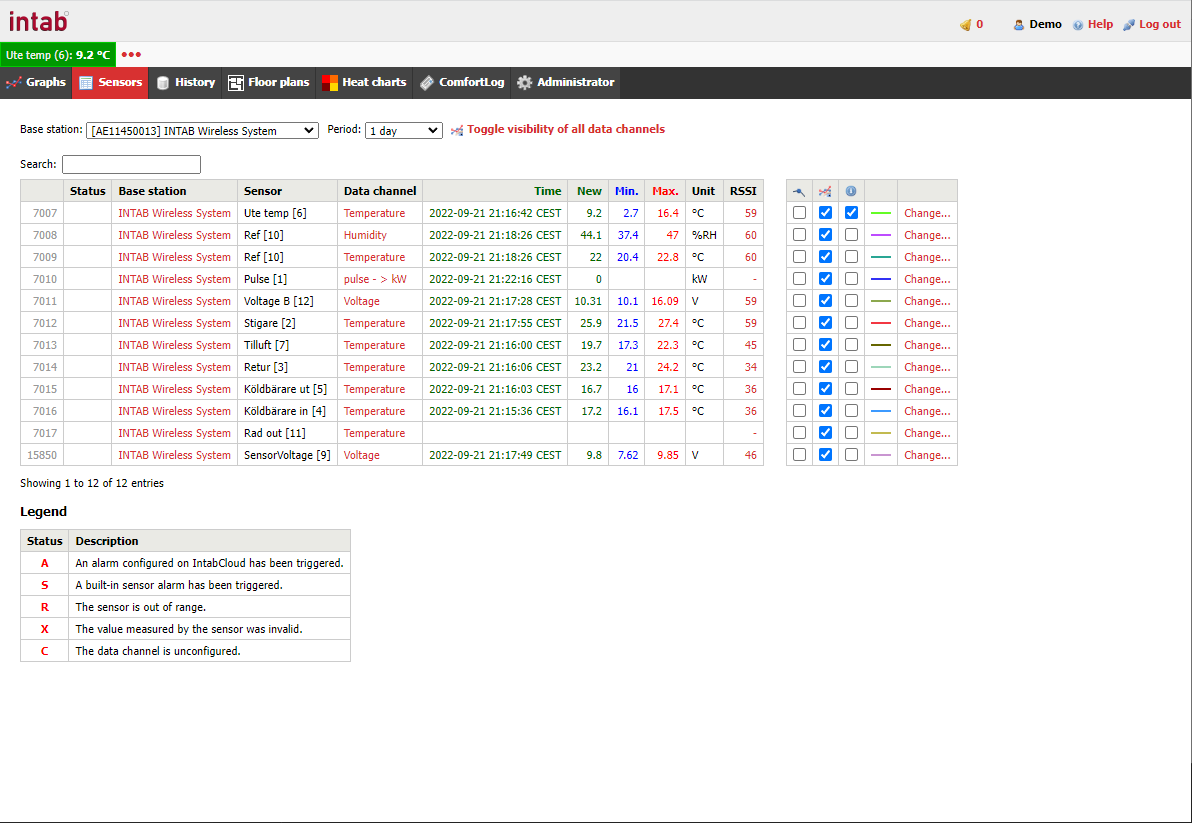 intab
0 Demo Help Log out
Ute temp (6): 9.2 °C •••
Graphs Sensors History Floor plans Heat charts ComfortLog Administrator
Base station: [AE11450013] INTAB Wireless System Period: 1 day Toggle visibility of all data channels
Search:
Status Base station Sensor Data channel Time New Min. Max. Unit RSSI
7007 INTAB Wireless System Ute temp [6] Temperature 2022-09-21 21:16:42 CEST 9.2 2.7 16.4 °C 59 Change...
7008 INTAB Wireless System Ref [10] Humidity 2022-09-21 21:18:26 CEST 44.1 37.4 47 %RH 60 Change...
7009 INTAB Wireless System Ref [10] Temperature 2022-09-21 21:18:26 CEST 22 20.4 22.8 °C 60 Change...
7010 INTAB Wireless System Pulse [1] pulse - > kW 2022-09-21 21:22:16 CEST 0 kW - Change...
7011 INTAB Wireless System Voltage B [12] Voltage 2022-09-21 21:17:28 CEST 10.31 10.1 16.09 V 59 Change...
7012 INTAB Wireless System Stigare [2] Temperature 2022-09-21 21:17:55 CEST 25.9 21.5 27.4 °C 59 Change...
7013 INTAB Wireless System Tilluft [7] Temperature 2022-09-21 21:16:00 CEST 19.7 17.3 22.3 °C 45 Change...
7014 INTAB Wireless System Retur [3] Temperature 2022-09-21 21:16:06 CEST 23.2 21 24.2 °C 34 Change...
7015 INTAB Wireless System Köldbärare ut [5] Temperature 2022-09-21 21:16:03 CEST 16.7 16 17.1 °C 36 Change...
7016 INTAB Wireless System Köldbärare in [4] Temperature 2022-09-21 21:15:36 CEST 17.2 16.1 17.5 °C 36 Change...
7017 INTAB Wireless System Rad out [11] Temperature - Change...
15850 INTAB Wireless System SensorVoltage [9] Voltage 2022-09-21 21:17:49 CEST 9.8 7.62 9.85 V 46 Change...
Showing 1 to 12 of 12 entries
Legend
Status Description
A An alarm configured on IntabCloud has been triggered.
S A built-in sensor alarm has been triggered.
R The sensor is out of range.
X The value measured by the sensor was invalid.
C The data channel is unconfigured.